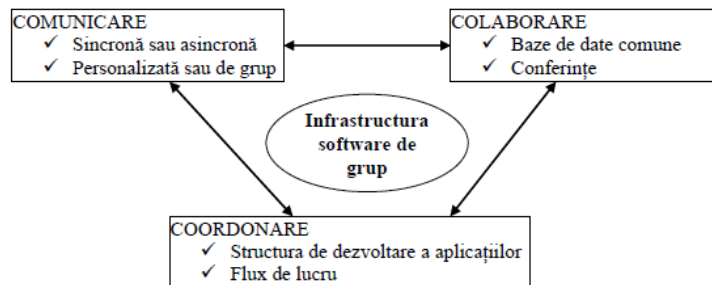 COMUNICARE
✓ Sincronă sau asincronă
✓ Personalizată sau de grup
COLABORARE
✓ Baze de date comune
✓ Conferințe
Infrastructura
software de
grup
COORDONARE
✓ Structura de dezvoltare a aplicațiilor
✓ Flux de lucru